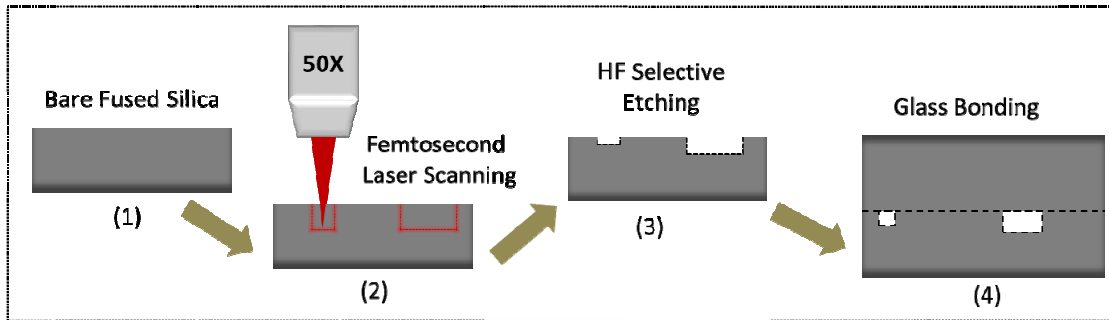 Bare Fused Silica
(1)
50X
Femtosecond
Laser Scanning
(2)
HF Selective
Etching
(3)
Glass Bonding
(4)